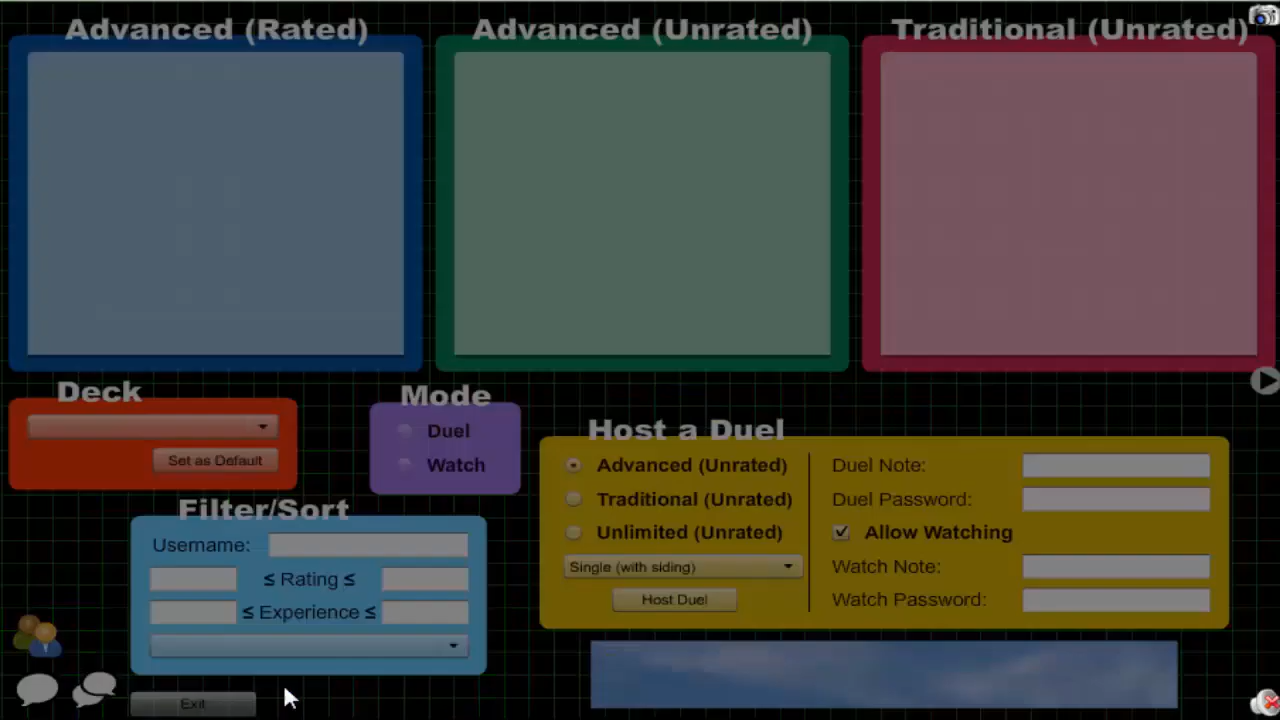 Advanced (Rated)
Advanced (Unrated)
Traditional (Unrated)
Deck
Set as Default
Mode
Duel
Watch
Filter/Sort
Username:
≤ Rating ≤
≤ Experience ≤
Exit
Host a Duel
Advanced (Unrated)
Traditional (Unrated)
Unlimited (Unrated)
Single (with siding)
Host Duel
Duel Note:
Duel Password:
Allow Watching
Watch Note:
Watch Password: